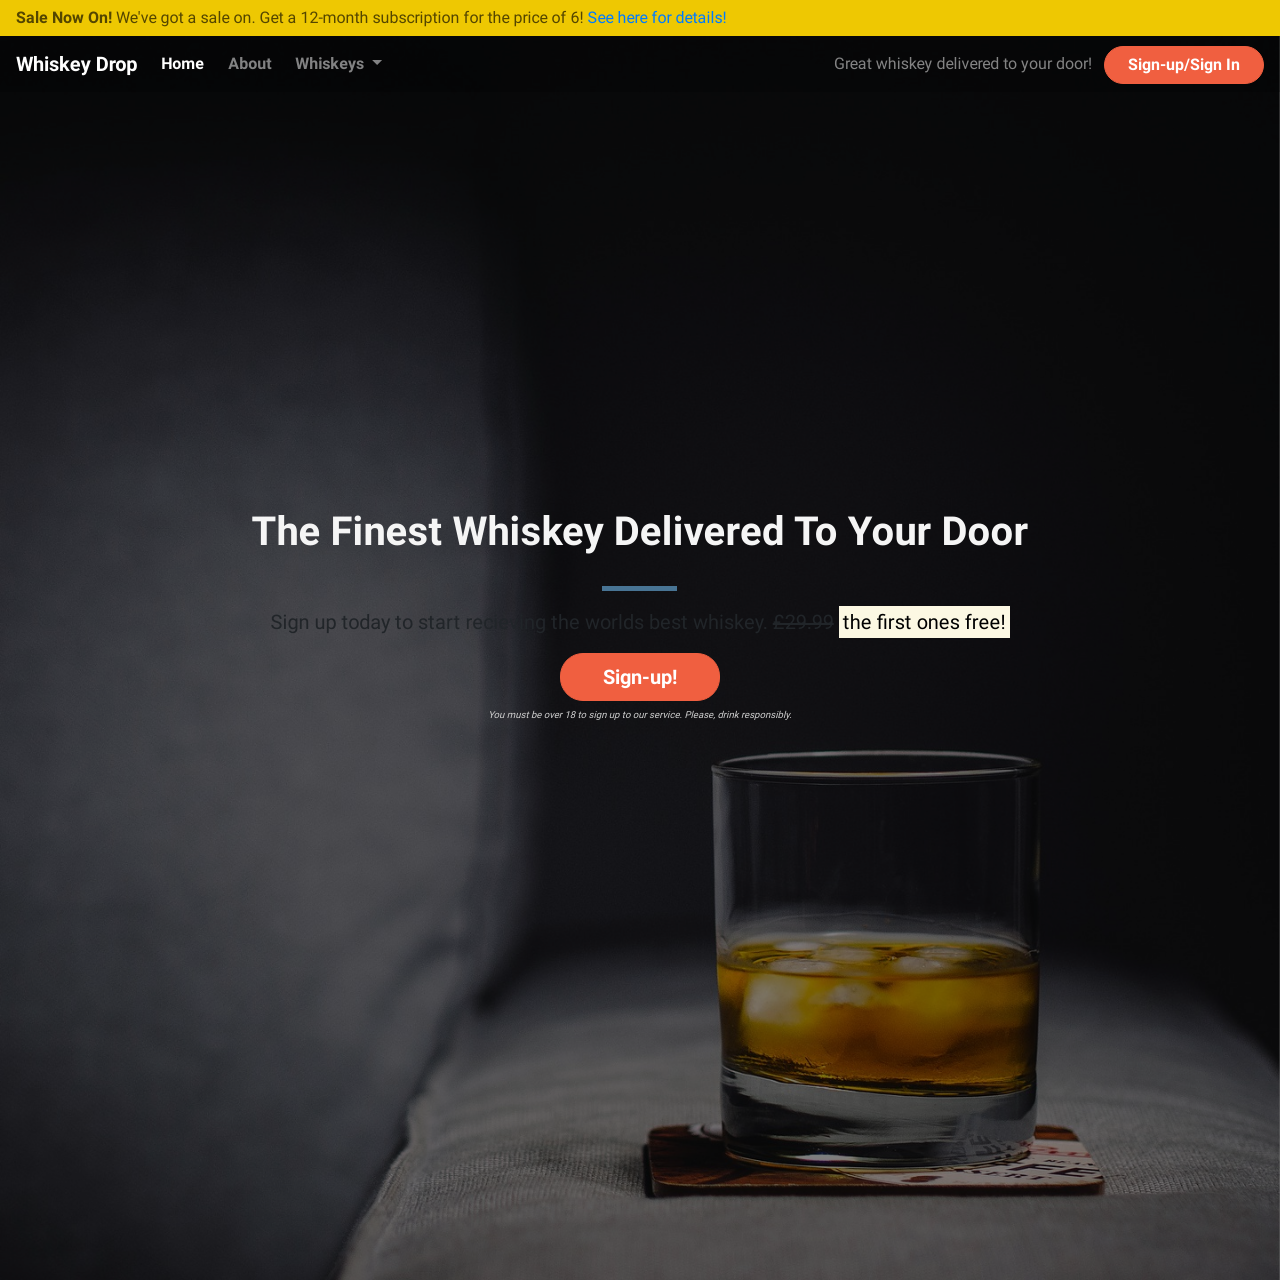 Sale Now On! We've got a sale on. Get a 12-month subscription for the price of 6! See here for details!
Whiskey Drop Home About Whiskeys Great whiskey delivered to your door! Sign-up/Sign In
The Finest Whiskey Delivered To Your Door
Sign up today to start recieving the worlds best whiskey. £29.99 the first ones free!
Sign-up!
You must be over 18 to sign up to our service. Please, drink responsibly.